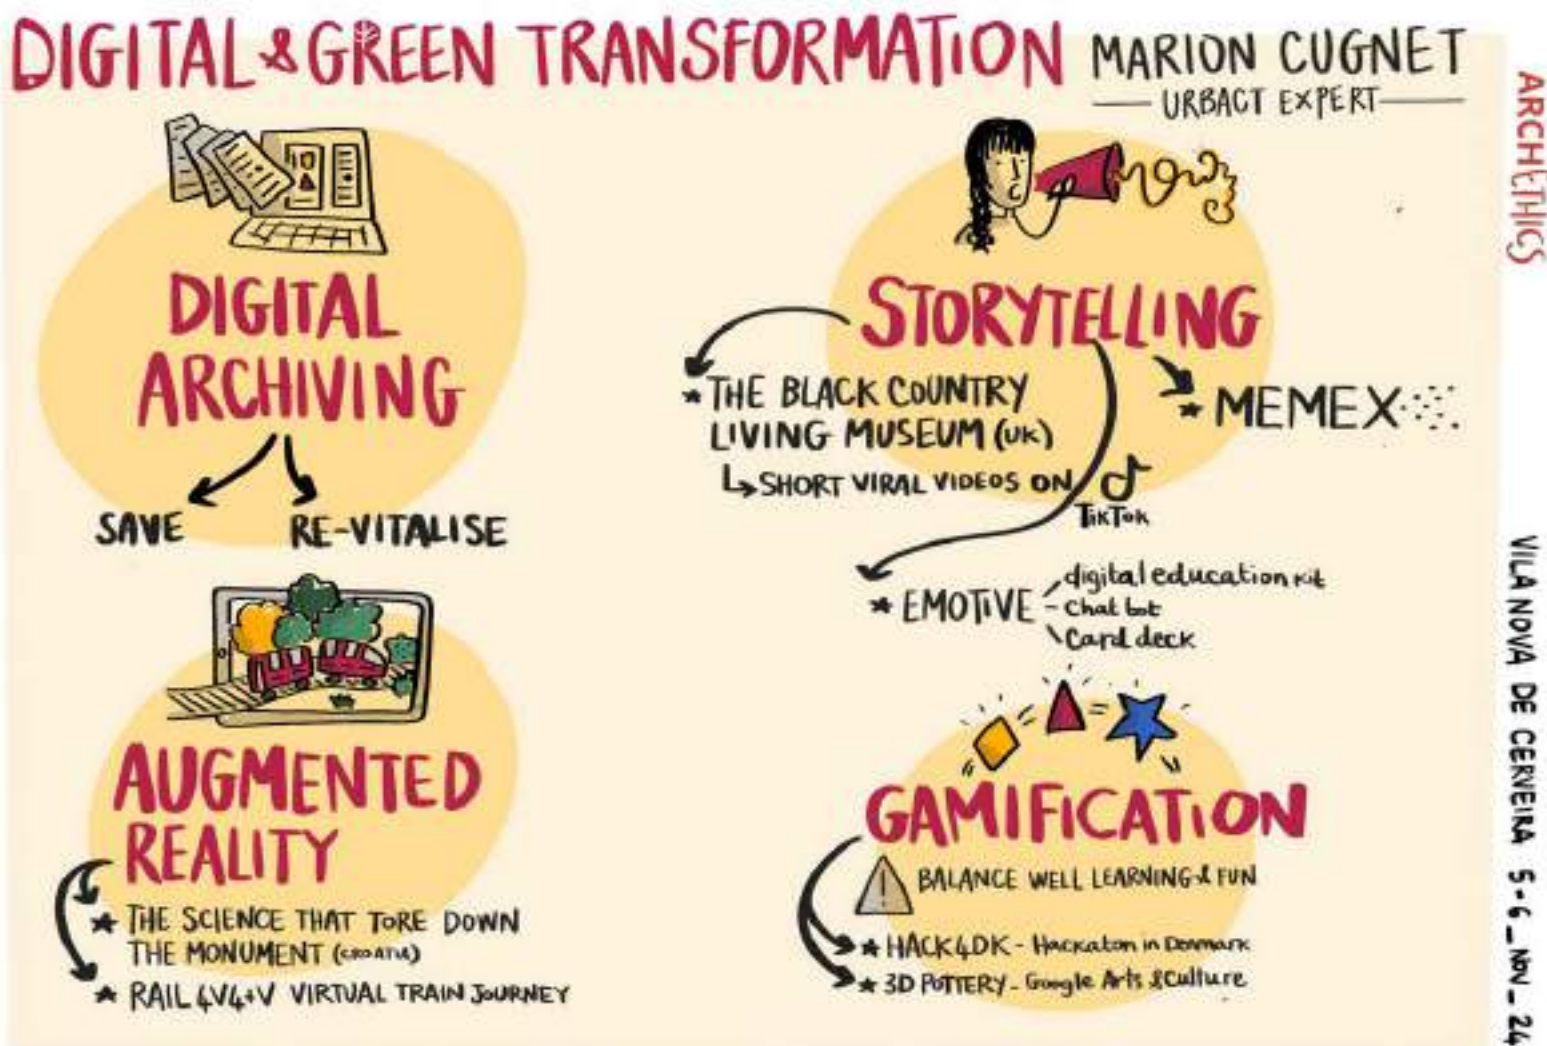 DIGITAL & GREEN TRANSFORMATION
MARION CUGNET
URBACT EXPERT
DIGITAL
ARCHIVING
SAVE
RE-VITALISE
STORYTELLING
* THE BLACK COUNTRY
LIVING MUSEUM (UK)
↳ SHORT VIRAL VIDEOS ON
TikTok
* MEMEX
* EMOTIVE
digital education kit
- Chat bot
Card deck
AUGMENTED
REALITY
* THE SCIENCE THAT TORE DOWN
THE MONUMENT (CROATIA)
* RAIL 4V4+V VIRTUAL TRAIN JOURNEY
GAMIFICATION
! BALANCE WELL LEARNING & FUN
* HACK4DK - Hackaton in Denmark
* 3D POTTERY - Google Arts & Culture
ARCHETHICS
VILA NOVA DE CERVEIRA 5-6_NOV_24